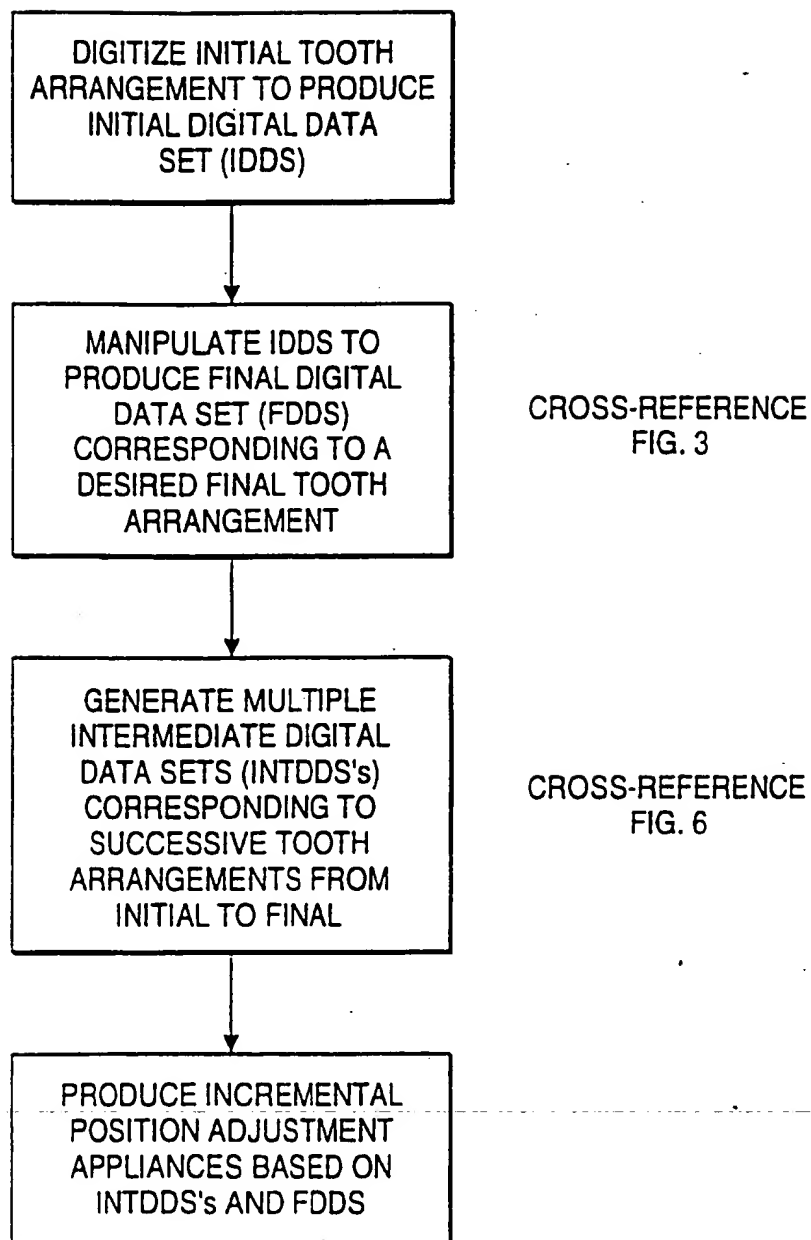 DIGITIZE INITIAL TOOTH
ARRANGEMENT TO PRODUCE
INITIAL DIGITAL DATA
SET (IDDS)
MANIPULATE IDDS TO
PRODUCE FINAL DIGITAL
DATA SET (FDDS)
CORRESPONDING TO A
DESIRED FINAL TOOTH
ARRANGEMENT
CROSS-REFERENCE
FIG. 3
GENERATE MULTIPLE
INTERMEDIATE DIGITAL
DATA SETS (INTDDS's)
CORRESPONDING TO
SUCCESSIVE TOOTH
ARRANGEMENTS FROM
INITIAL TO FINAL
CROSS-REFERENCE
FIG. 6
PRODUCE INCREMENTAL
POSITION ADJUSTMENT
APPLIANCES BASED ON
INTDDS's AND FDDS